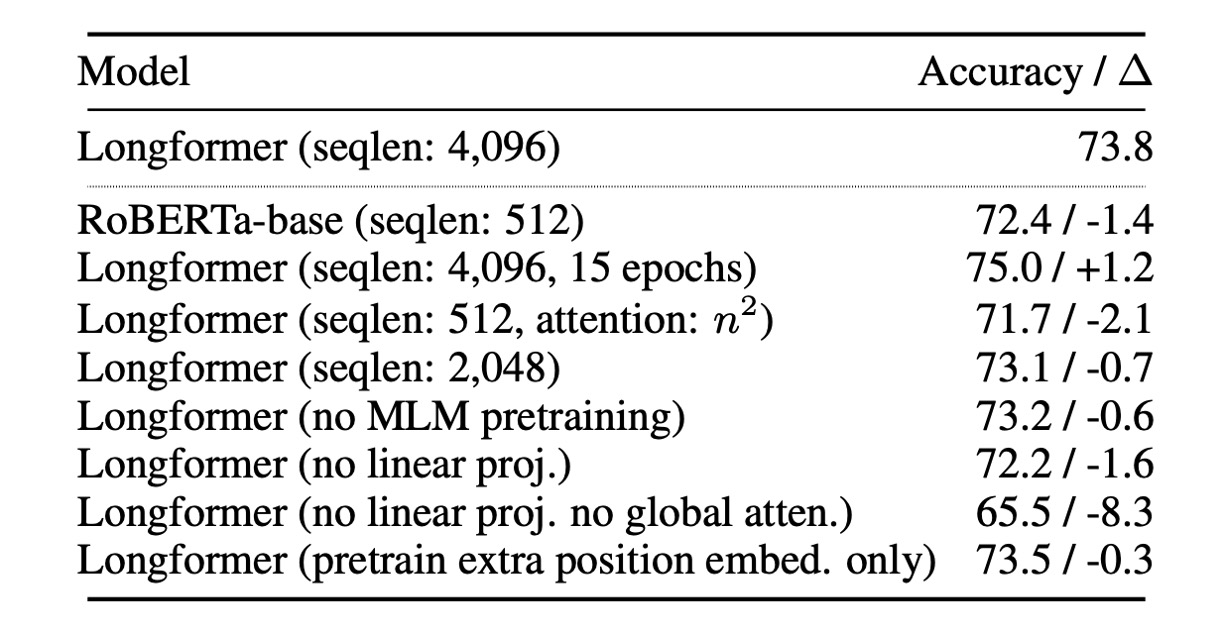 Model Accuracy / Δ
Longformer (seqlen: 4,096) 73.8
RoBERTa-base (seqlen: 512) 72.4 / -1.4
Longformer (seqlen: 4,096, 15 epochs) 75.0 / +1.2
Longformer (seqlen: 512, attention: n²) 71.7 / -2.1
Longformer (seqlen: 2,048) 73.1 / -0.7
Longformer (no MLM pretraining) 73.2 / -0.6
Longformer (no linear proj.) 72.2 / -1.6
Longformer (no linear proj. no global atten.) 65.5 / -8.3
Longformer (pretrain extra position embed. only) 73.5 / -0.3